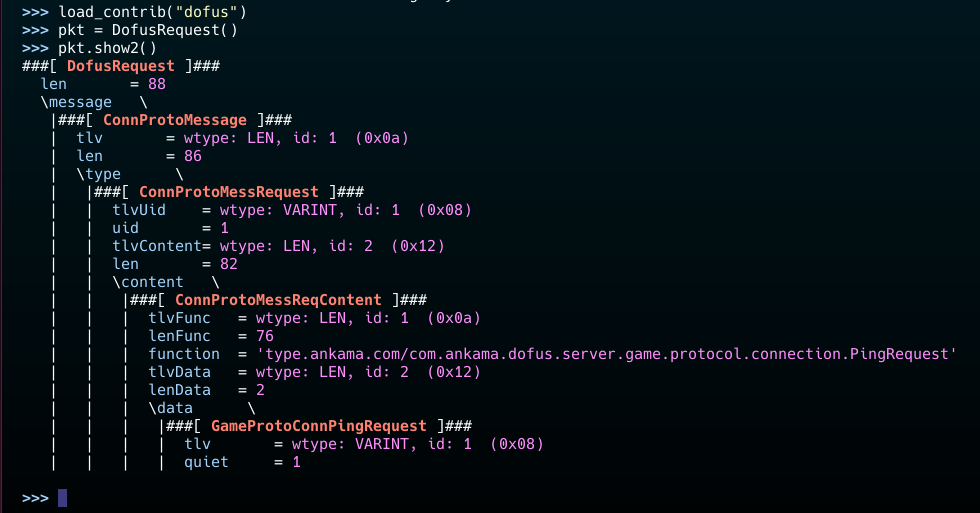 >>> load_contrib("dofus")
>>> pkt = DofusRequest()
>>> pkt.show2()
###[ DofusRequest ]###
  len       = 88
  \message   \
   |###[ ConnProtoMessage ]###
   |  tlv       = wtype: LEN, id: 1  (0x0a)
   |  len       = 86
   |  \type      \
   |   |###[ ConnProtoMessRequest ]###
   |   |  tlvUid    = wtype: VARINT, id: 1  (0x08)
   |   |  uid       = 1
   |   |  tlvContent= wtype: LEN, id: 2  (0x12)
   |   |  len       = 82
   |   |  \content   \
   |   |   |###[ ConnProtoMessReqContent ]###
   |   |   |  tlvFunc   = wtype: LEN, id: 1  (0x0a)
   |   |   |  lenFunc   = 76
   |   |   |  function  = 'type.ankama.com/com.ankama.dofus.server.game.protocol.connection.PingRequest'
   |   |   |  tlvData   = wtype: LEN, id: 2  (0x12)
   |   |   |  lenData   = 2
   |   |   |  \data      \
   |   |   |   |###[ GameProtoConnPingRequest ]###
   |   |   |   |  tlv       = wtype: VARINT, id: 1  (0x08)
   |   |   |   |  quiet     = 1
>>>